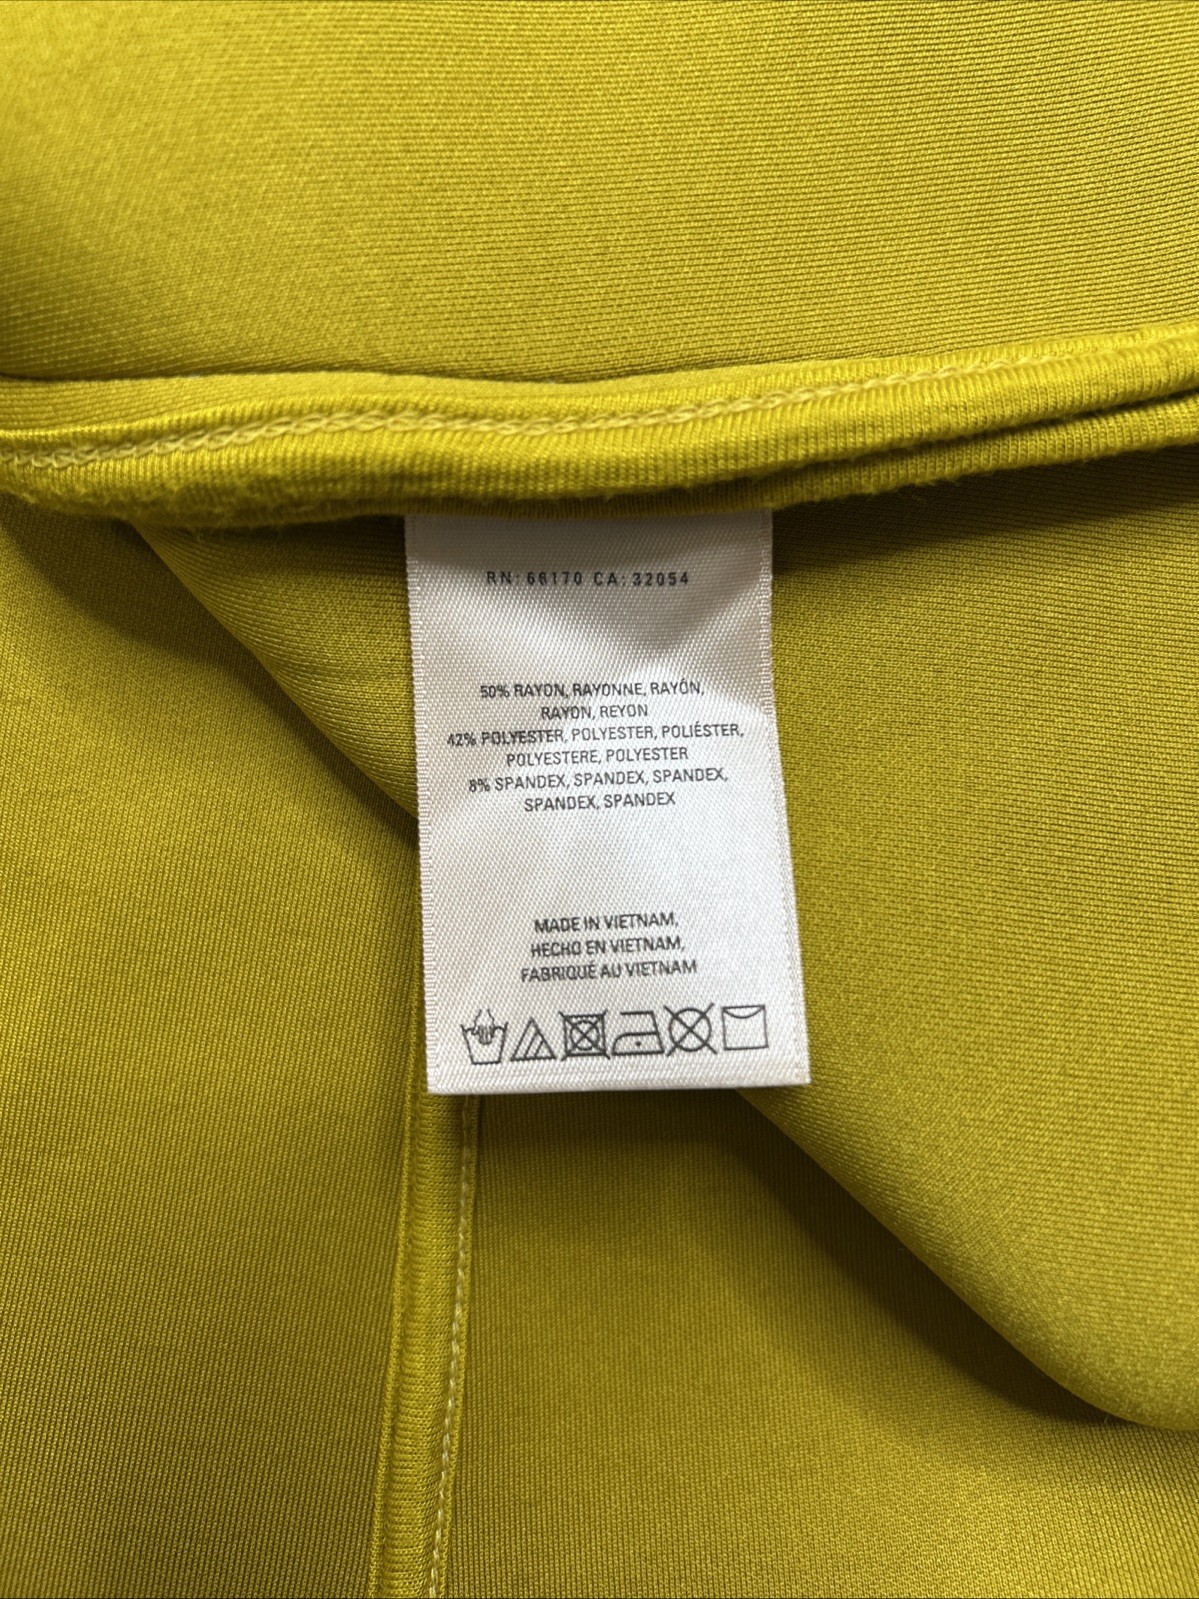 RN: 66170 CA: 32054
50% RAYON, RAYONNE, RAYÓN,
RAYON, REYON
42% POLYESTER, POLYESTER, POLIÉSTER,
POLYESTERE, POLYESTER
8% SPANDEX, SPANDEX, SPANDEX,
SPANDEX, SPANDEX
MADE IN VIETNAM,
HECHO EN VIETNAM,
FABRIQUÉ AU VIETNAM